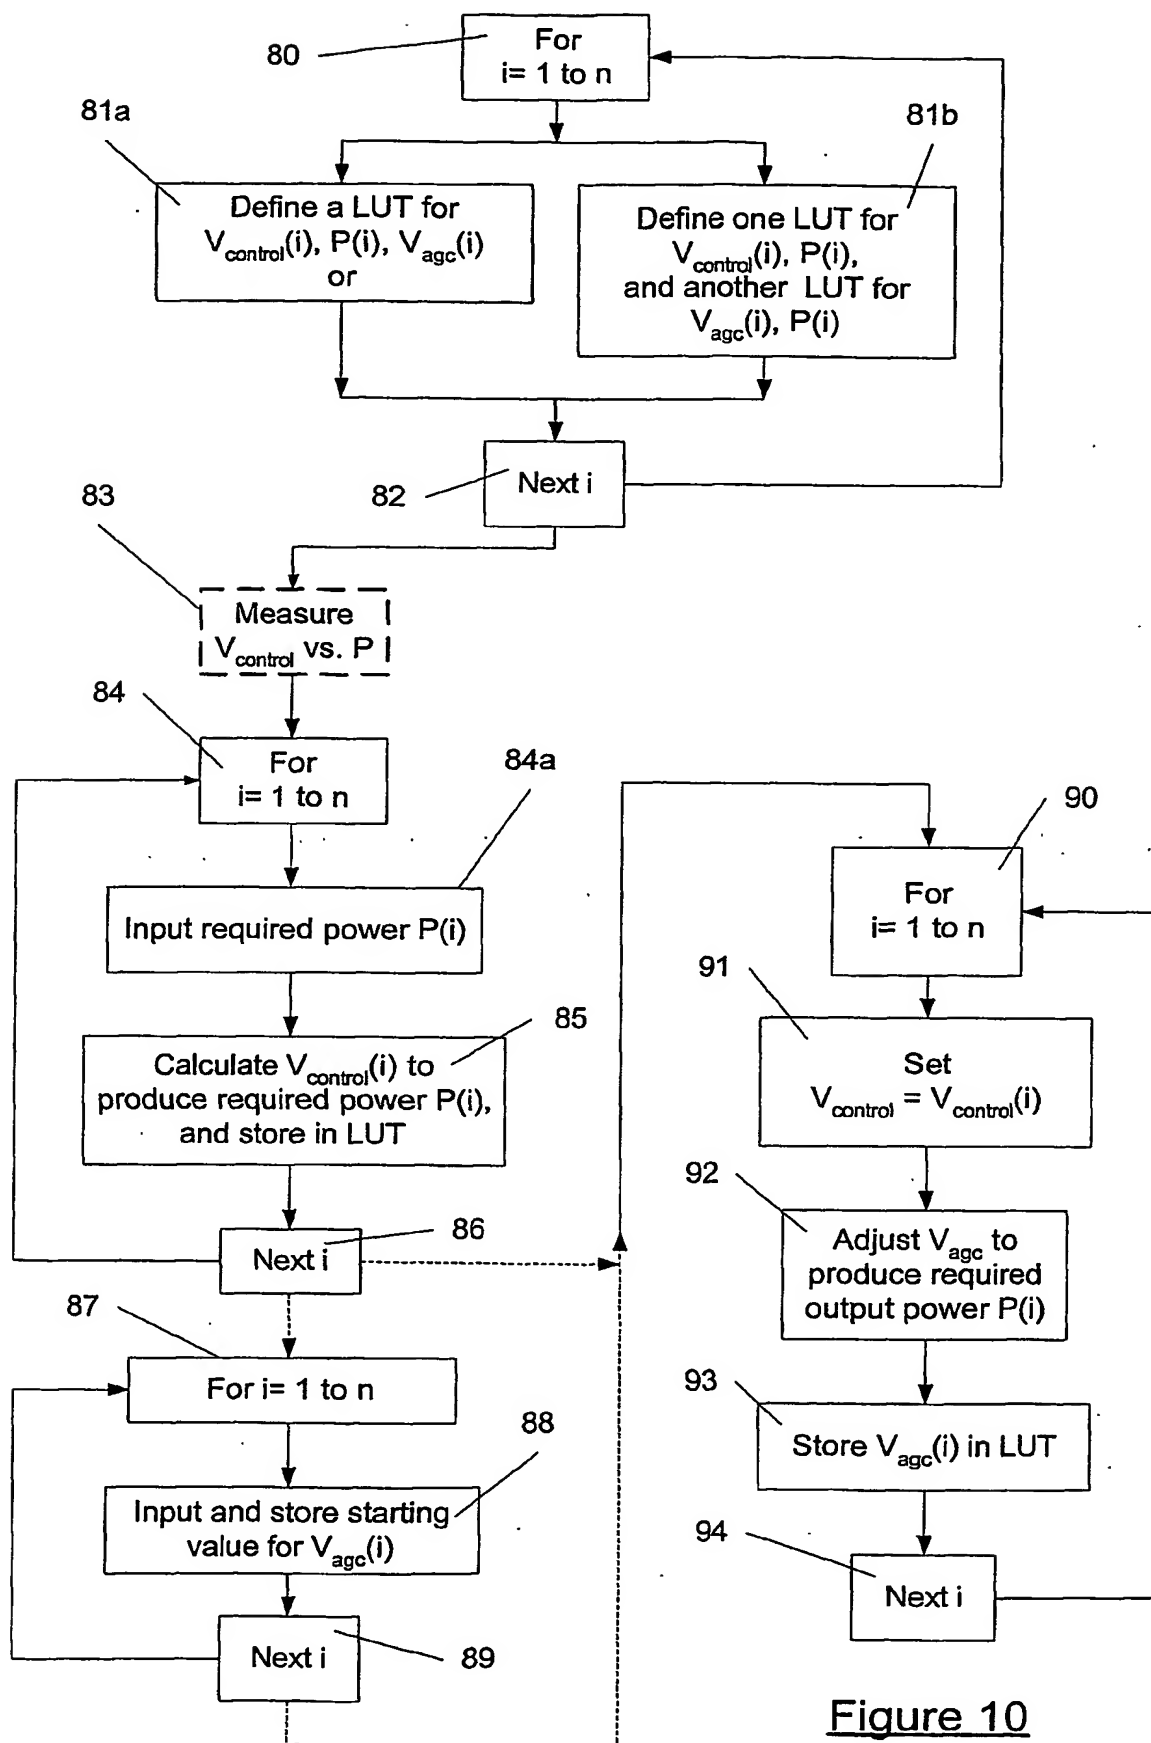 80
For
i= 1 to n
81a
81b
Define a LUT for
Vcontrol(i), P(i), Vagc(i)
or
Define one LUT for
Vcontrol(i), P(i),
and another LUT for
Vagc(i), P(i)
82
Next i
83
Measure
Vcontrol vs. P
84
For
i= 1 to n
84a
Input required power P(i)
85
Calculate Vcontrol(i) to
produce required power P(i),
and store in LUT
86
Next i
87
For i= 1 to n
88
Input and store starting
value for Vagc(i)
Next i
89
90
For
i= 1 to n
91
Set
Vcontrol = Vcontrol(i)
92
Adjust Vagc to
produce required
output power P(i)
93
Store Vagc(i) in LUT
94
Next i
Figure 10